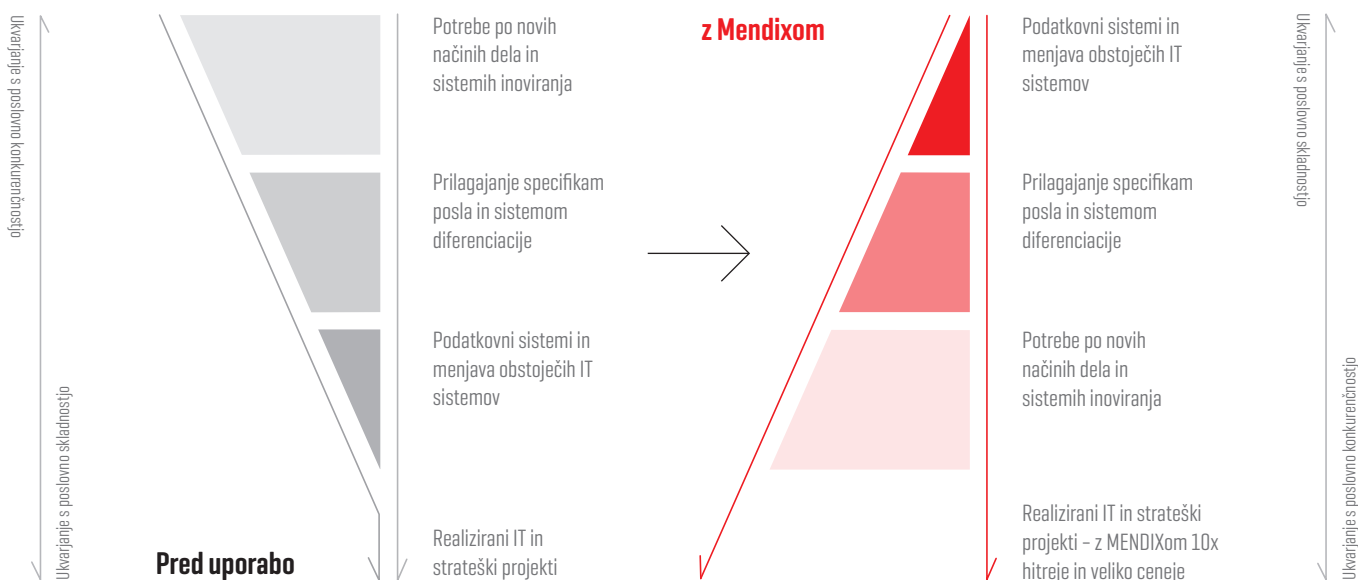 Ukvarjanje s poslovno konkurenčnostjo
Ukvarjanje s poslovno skladnostjo
Potrebe po novih
načinih dela in
sistemih inoviranja
Prilagajanje specifikam
posla in sistemom
diferenciacije
Podatkovni sistemi in
menjava obstoječih IT
sistemov
Realizirani IT in
strateški projekti
Pred uporabo
z Mendixom
Podatkovni sistemi in
menjava obstoječih IT
sistemov
Prilagajanje specifikam
posla in sistemom
diferenciacije
Potrebe po novih
načinih dela in
sistemih inoviranja
Realizirani IT in strateški
projekti – z MENDIXom 10x
hitreje in veliko ceneje
Ukvarjanje s poslovno skladnostjo
Ukvarjanje s poslovno konkurenčnostjo